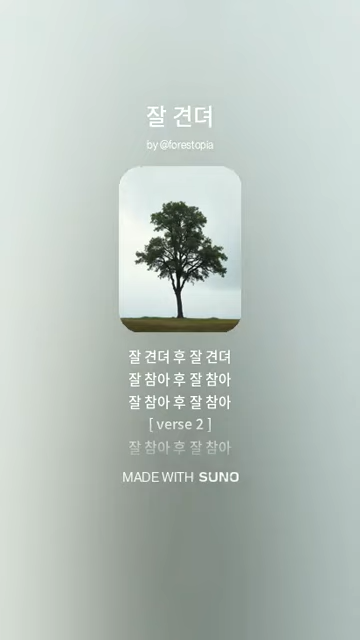 잘 견뎌
by @forestopia
잘 견뎌 후 잘 견뎌
잘 참아 후 잘 참아
잘 참아 후 잘 참아
[ verse 2 ]
잘 참아 후 잘 참아
MADE WITH SUNO